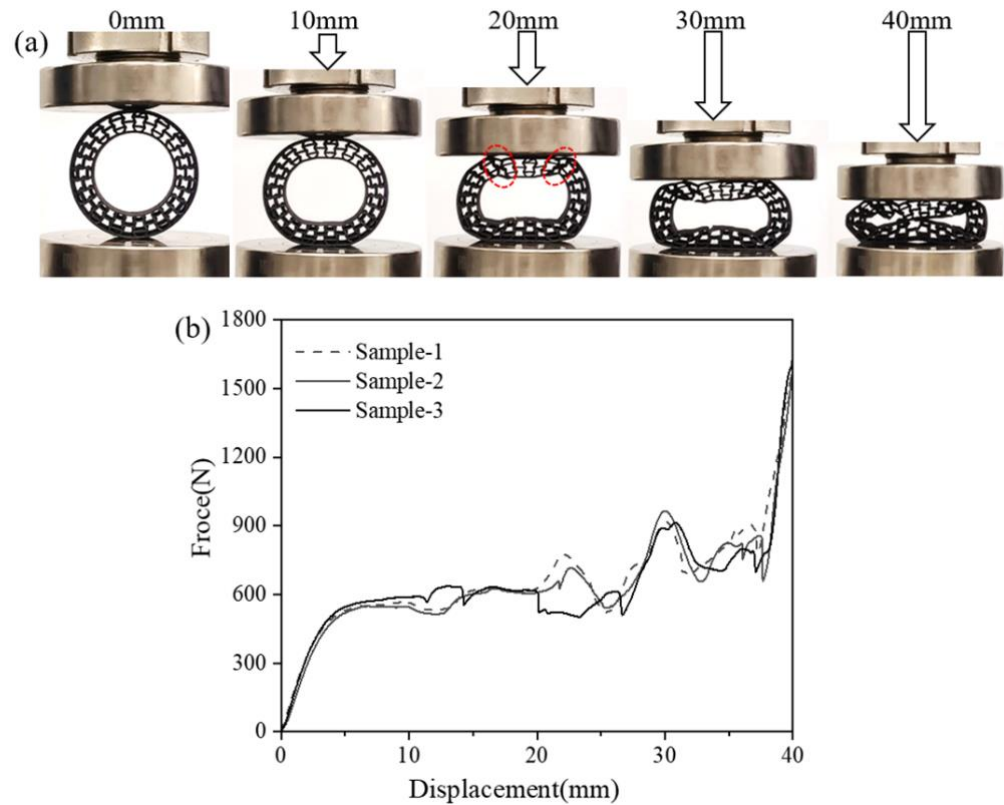 0mm 10mm 20mm 30mm 40mm
(a)
(b)
1800
1500
1200
900
600
300
0
Froce(N)
Sample-1
Sample-2
Sample-3
0 10 20 30 40
Displacement(mm)